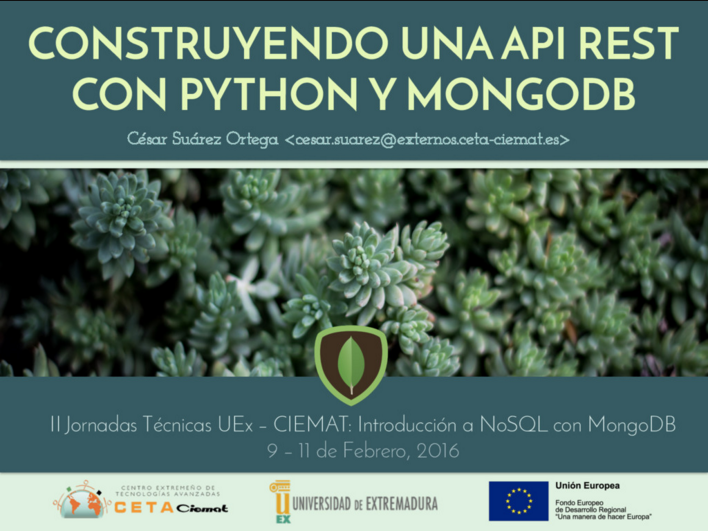 CONSTRUYENDO UNA API REST
CON PYTHON Y MONGODB
César Suárez Ortega <cesar.suarez@externos.ceta-ciemat.es>
II Jornadas Técnicas UEx – CIEMAT: Introducción a NoSQL con MongoDB
9 – 11 de Febrero, 2016
CENTRO EXTREMEÑO DE
TECNOLOGÍAS AVANZADAS
CETA Ciemat
UEX
UNIVERSIDAD DE EXTREMADURA
Unión Europea
Fondo Europeo
de Desarrollo Regional
"Una manera de hacer Europa"